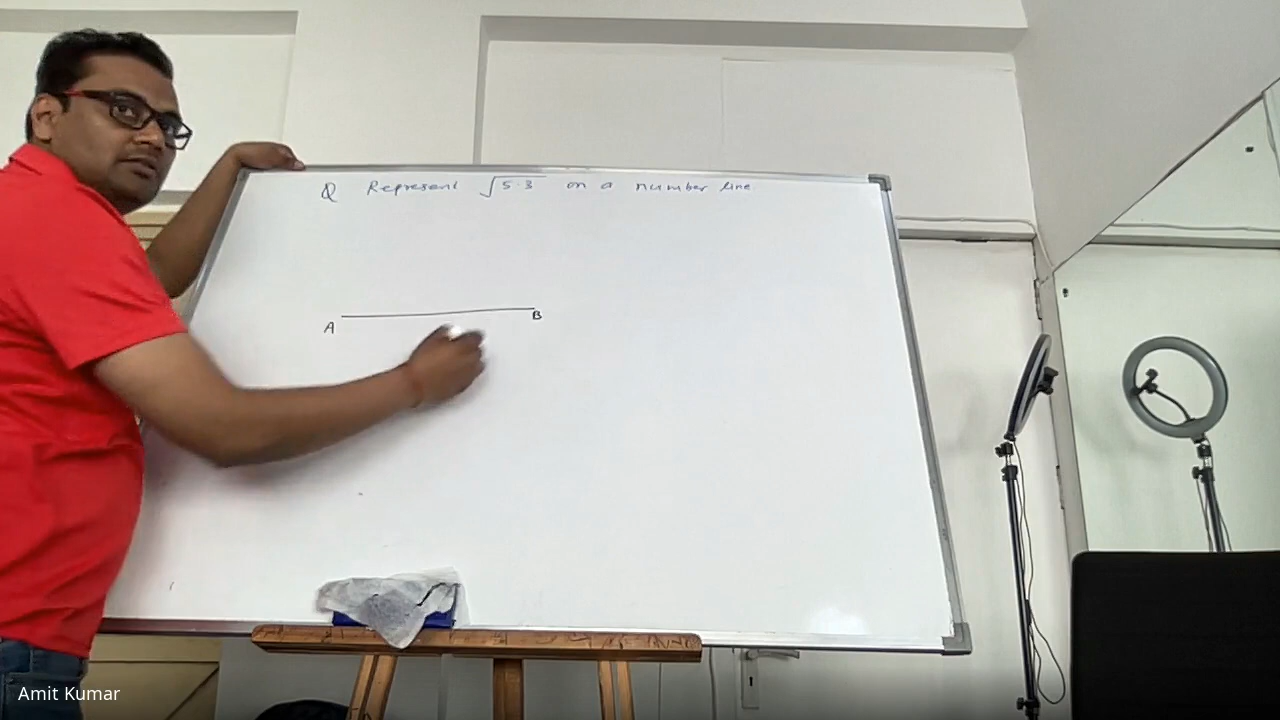 Q Represent √5.3 on a number line
A B
Amit Kumar